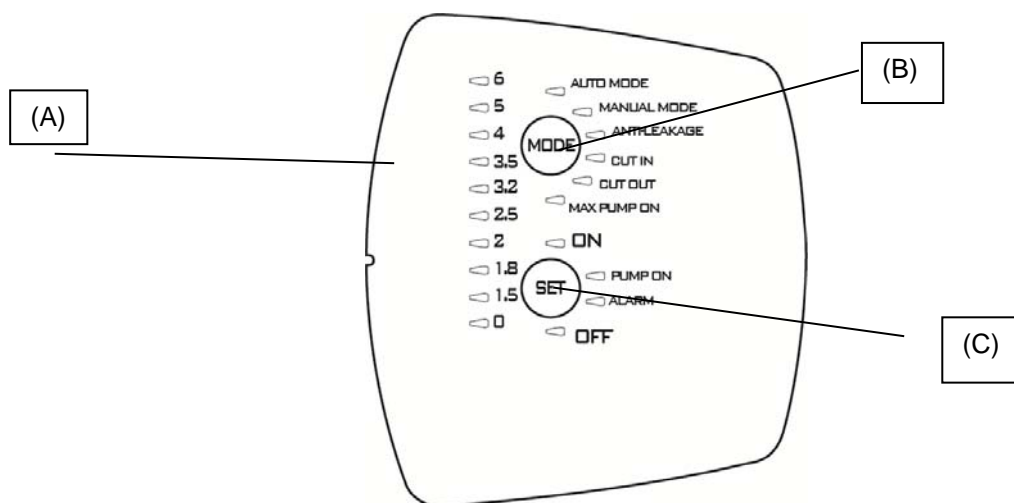 (A)
(B)
(C)
6
5
4
3.5
3.2
2.5
2
1.8
1.5
0
AUTO MODE
MANUAL MODE
ANTI-LEAKAGE
MODE
CUT IN
CUT OUT
MAX PUMP ON
ON
PUMP ON
SET
ALARM
OFF